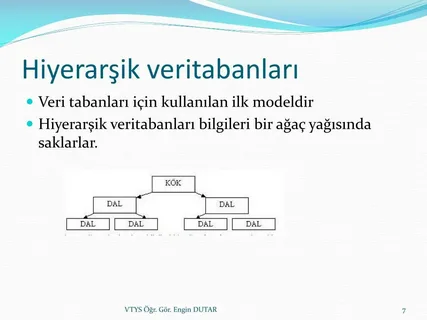 Hiyerarşik veritabanları
Veri tabanları için kullanılan ilk modeldir
Hiyerarşik veritabanları bilgileri bir ağaç yağısında
saklarlar.
KÖK
DAL DAL
DAL DAL DAL DAL
VTYS Öğr. Gör. Engin DUTAR 7